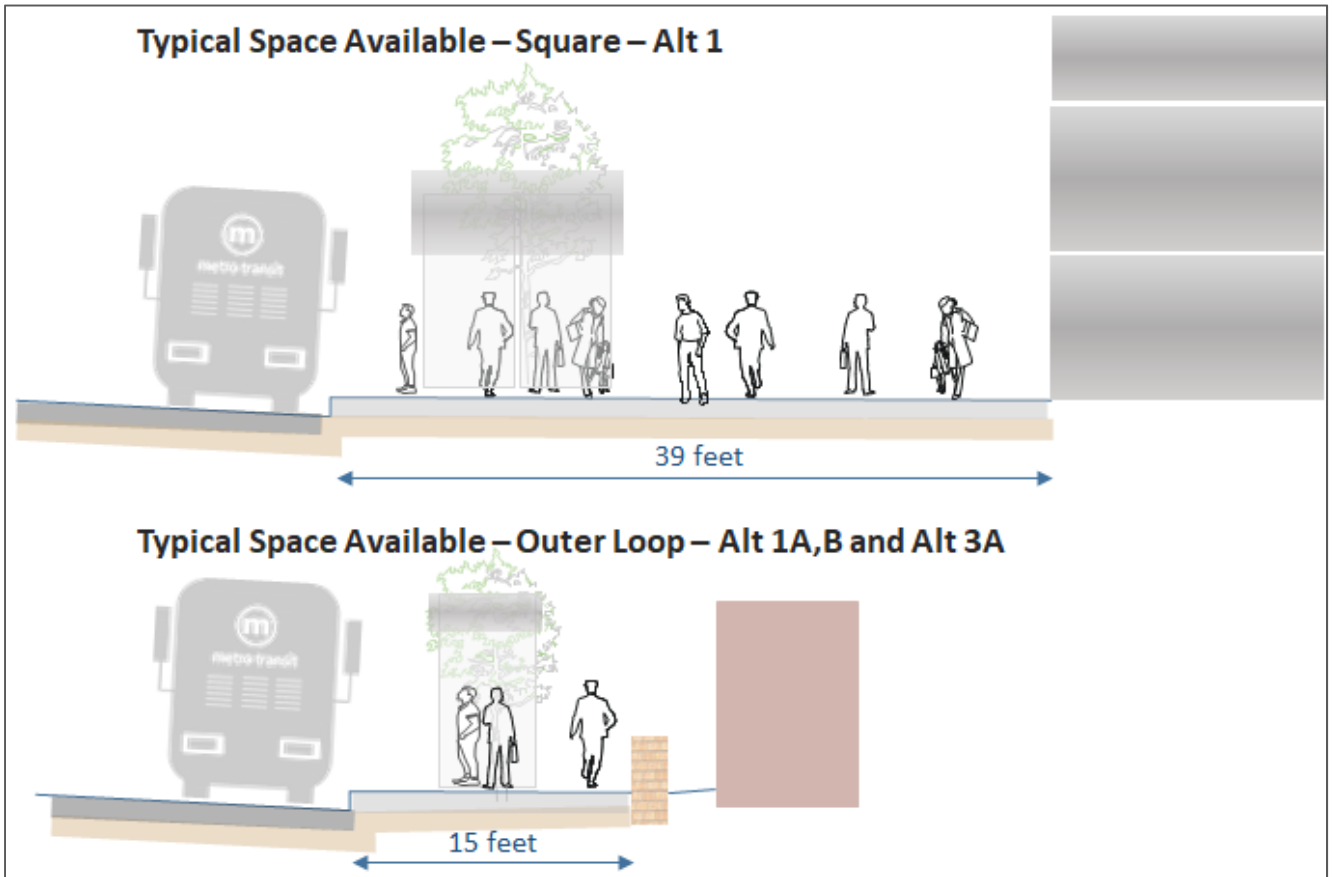 Typical Space Available – Square – Alt 1
m
metro transit
39 feet
Typical Space Available – Outer Loop – Alt 1A,B and Alt 3A
m
metro transit
15 feet